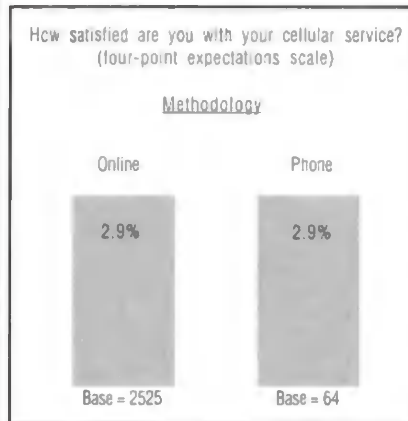 How satisfied are you with your cellular service?
(four-point expectations scale)
Methodology
Online Phone
2.9% 2.9%
Base = 2525 Base = 64